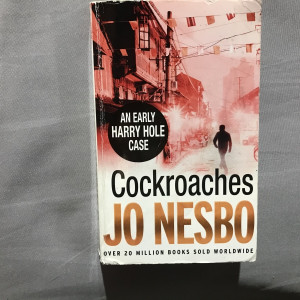 AN EARLY
HARRY HOLE
CASE
Cockroaches
JO NESBO
OVER 20 MILLION BOOKS SOLD WORLDWIDE